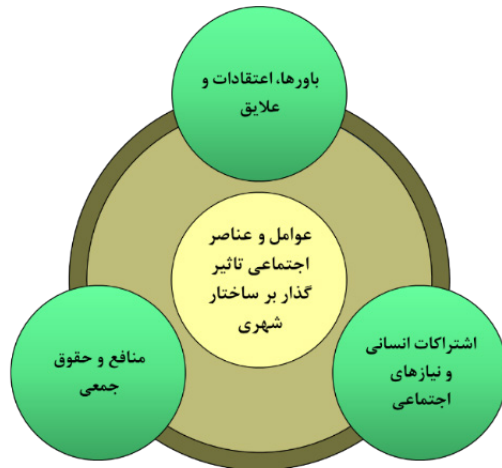 باورها، اعتقادات و
علایق
عوامل و عناصر
اجتماعی تاثیر
گذار بر ساختار
شهری
اشتراکات انسانی
و نیازهای
اجتماعی
منافع و حقوق
جمعی